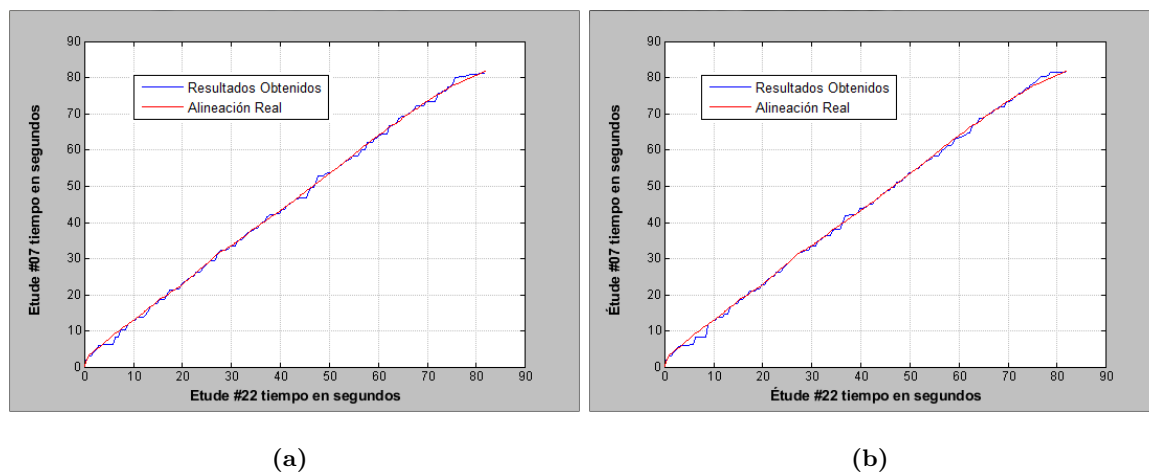 90
80
70
60
50
40
30
20
10
0
Etude #07 tiempo en segundos
Resultados Obtenidos
Alineación Real
0 10 20 30 40 50 60 70 80 90
Etude #22 tiempo en segundos
(a)
90
80
70
60
50
40
30
20
10
0
Étude #07 tiempo en segundos
Resultados Obtenidos
Alineación Real
0 10 20 30 40 50 60 70 80 90
Étude #22 tiempo en segundos
(b)